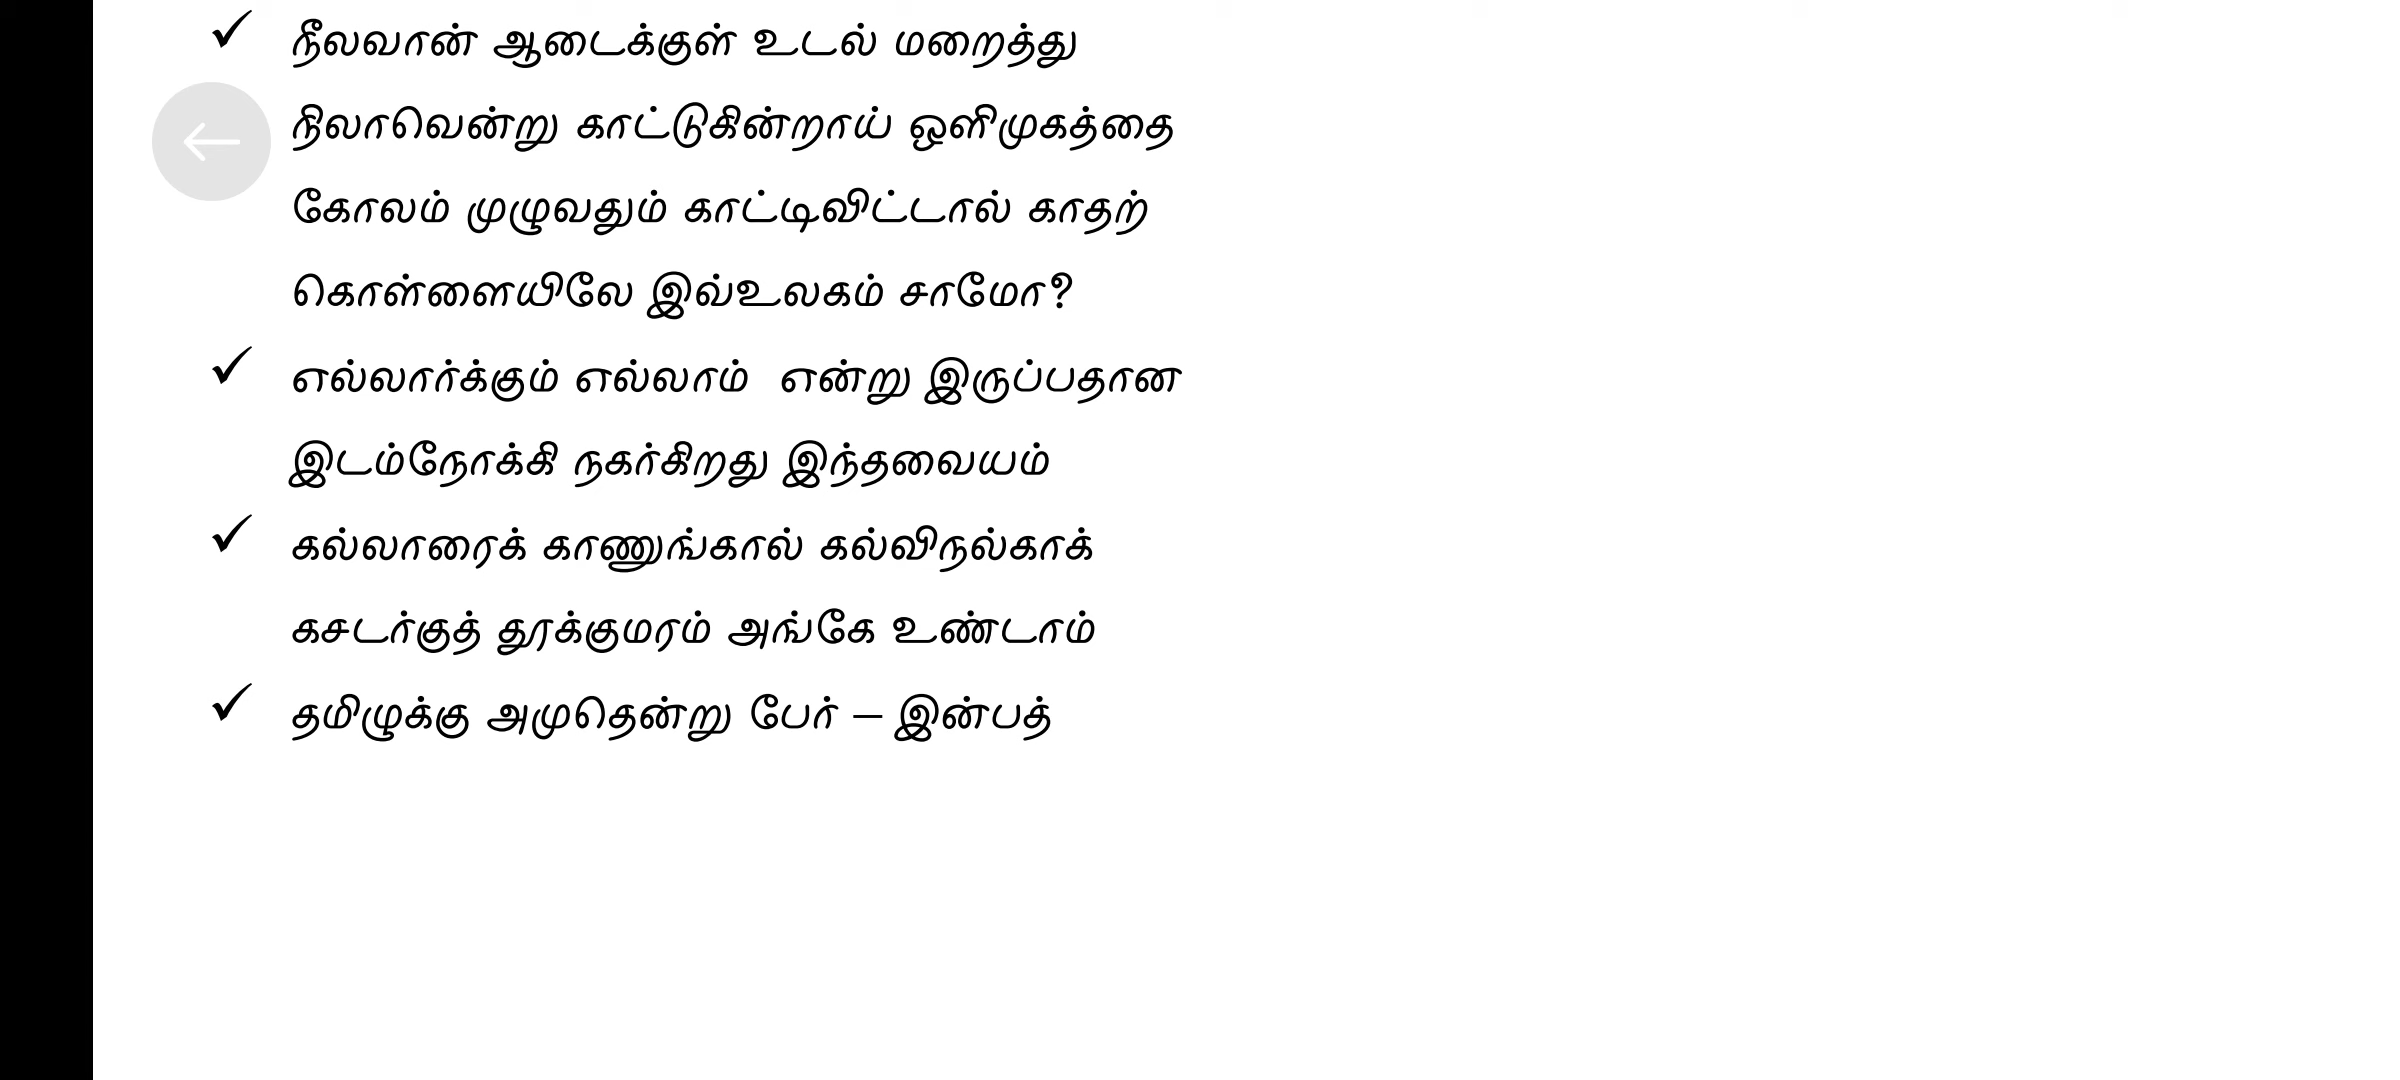 ✓ நீலவான் ஆடைக்குள் உடல் மறைத்து
நிலாவென்று காட்டுகின்றாய் ஒளிமுகத்தை
கோலம் முழுவதும் காட்டிவிட்டால் காதற்
கொள்ளையிலே இவ்உலகம் சாமோ?
✓ எல்லார்க்கும் எல்லாம் என்று இருப்பதான
இடம்நோக்கி நகர்கிறது இந்தவையம்
✓ கல்லாரைக் காணுங்கால் கல்விநல்காக்
கசடர்குத் தூக்குமரம் அங்கே உண்டாம்
✓ தமிழுக்கு அமுதென்று பேர் – இன்பத்